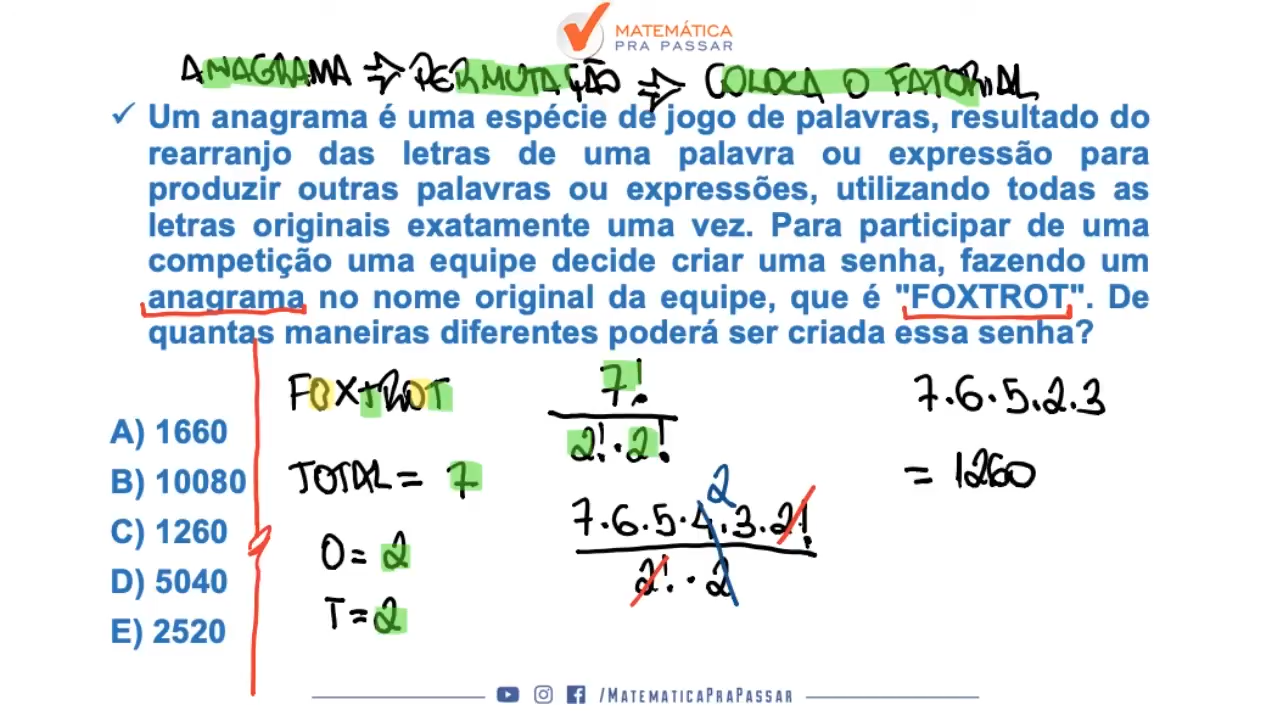 MATEMÁTICA
PRA PASSAR
ANAGRAMA ⇒ PERMUTAÇÃO ⇒ COLOCA O FATORIAL
✓ Um anagrama é uma espécie de jogo de palavras, resultado do
rearranjo das letras de uma palavra ou expressão para
produzir outras palavras ou expressões, utilizando todas as
letras originais exatamente uma vez. Para participar de uma
competição uma equipe decide criar uma senha, fazendo um
anagrama no nome original da equipe, que é "FOXTROT". De
quantas maneiras diferentes poderá ser criada essa senha?
A) 1660
B) 10080
C) 1260
D) 5040
E) 2520
FOXTROT
TOTAL = 7
O = 2
T = 2
7!
2! · 2!
2
7·6·5·4·3·2!
2! · 2
7·6·5·2·3
= 1260
/MATEMATICAPRAPASSAR